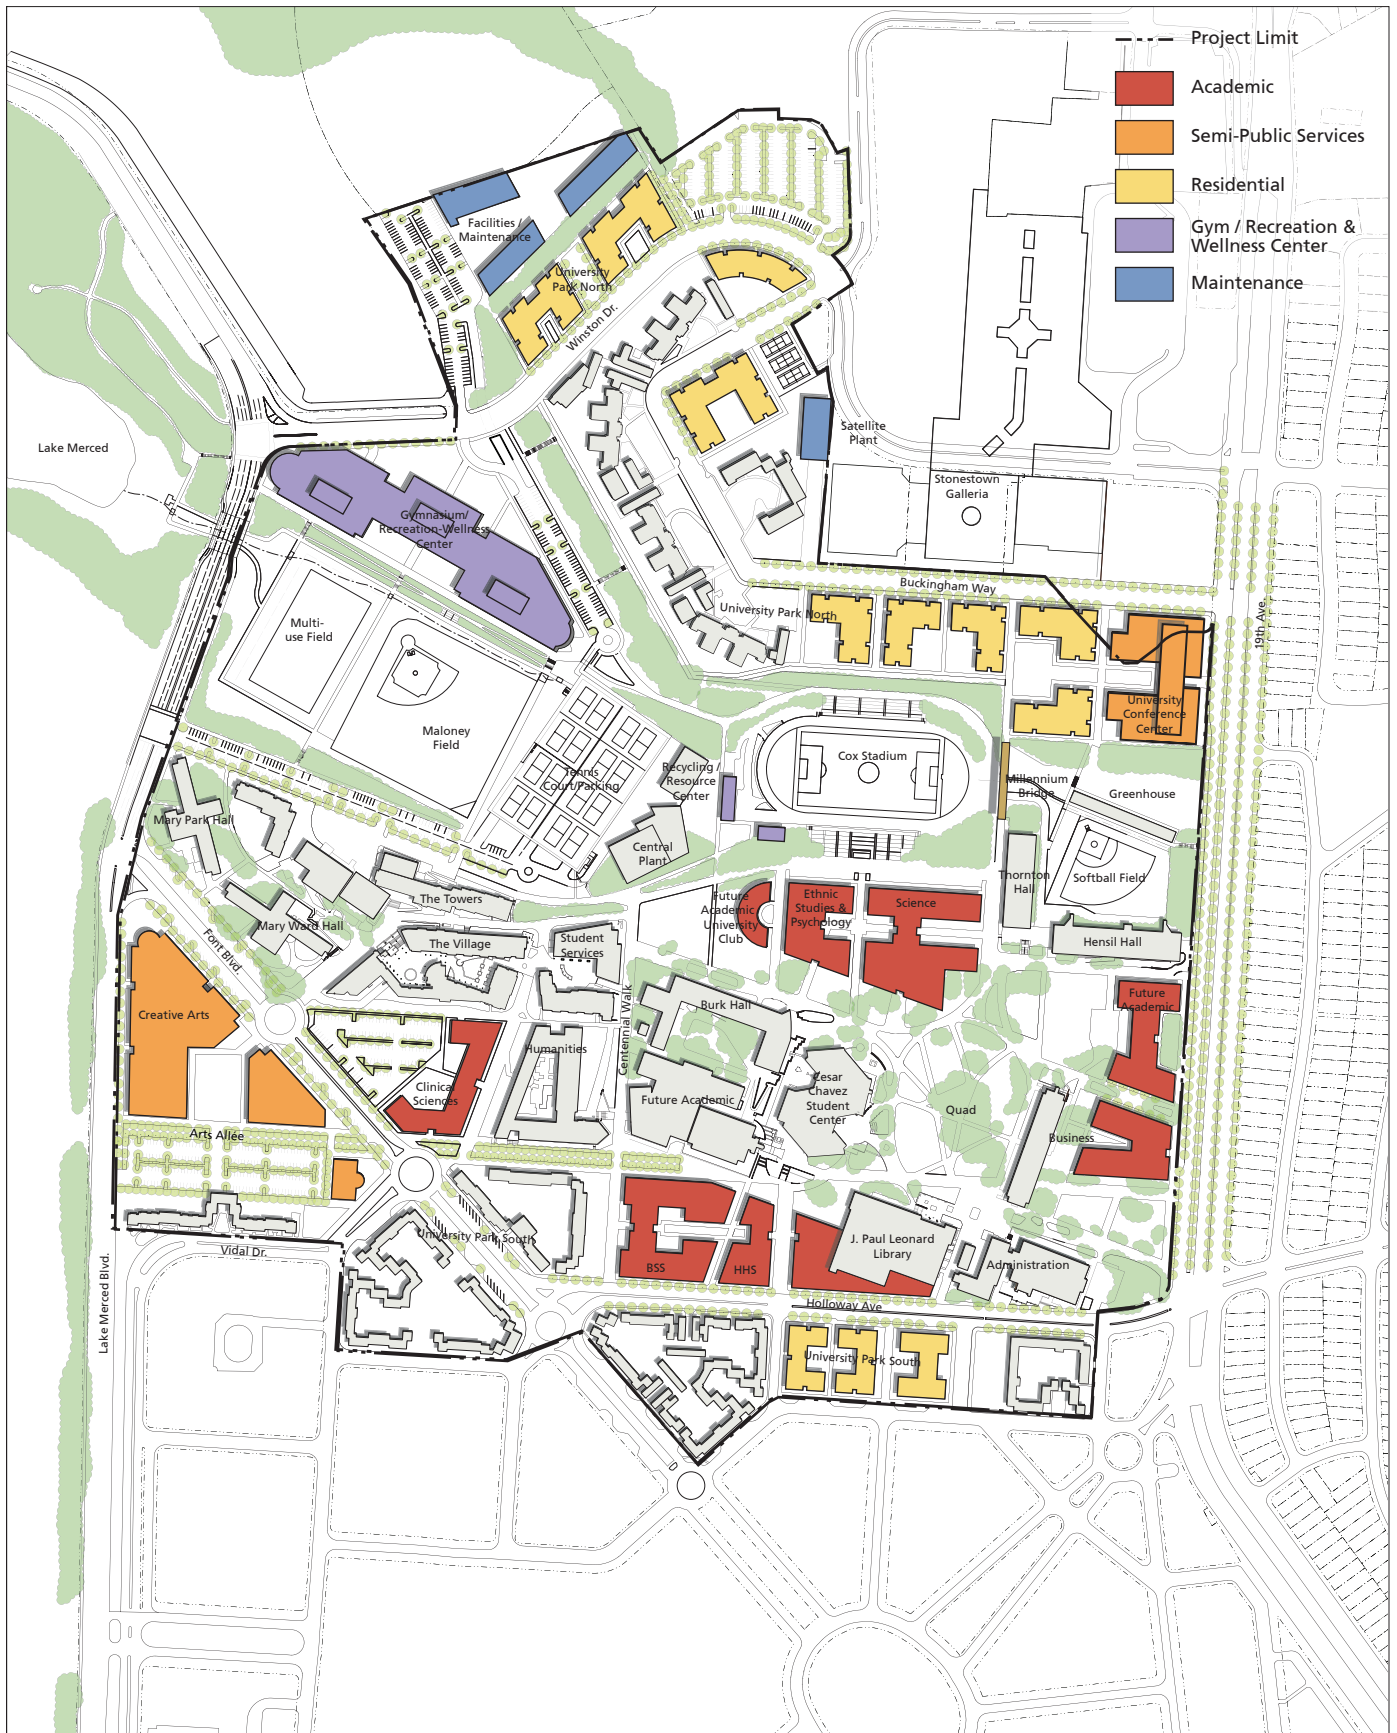 Project Limit
Academic
Semi-Public Services
Residential
Gym / Recreation &
Wellness Center
Maintenance
Facilities /
Maintenance
University
Park North
Winston Dr.
Lake Merced
Satellite
Plant
Stonestown
Galleria
Gymnasium/
Recreation-Wellness
Center
Buckingham Way
University Park North
19th Ave.
Multi-
use Field
University
Conference
Center
Maloney
Field
Cox Stadium
Recycling /
Resource
Center
Tennis
Court/Parking
Millennium
Bridge
Greenhouse
Mary Park Hall
Central
Plant
Thornton
Hall
Softball Field
The Towers
Future
Academic
University
Club
Ethnic
Studies &
Psychology
Science
Mary Ward Hall
Font Blvd.
The Village
Student
Services
Hensil Hall
Creative Arts
Centennial Walk
Burk Hall
Future
Academic
Humanities
Clinical
Sciences
Future Academic
Cesar
Chavez
Student
Center
Quad
Business
Arts Allée
University Park South
Vidal Dr.
Lake Merced Blvd.
BSS
HHS
J. Paul Leonard
Library
Administration
Holloway Ave
University Park South